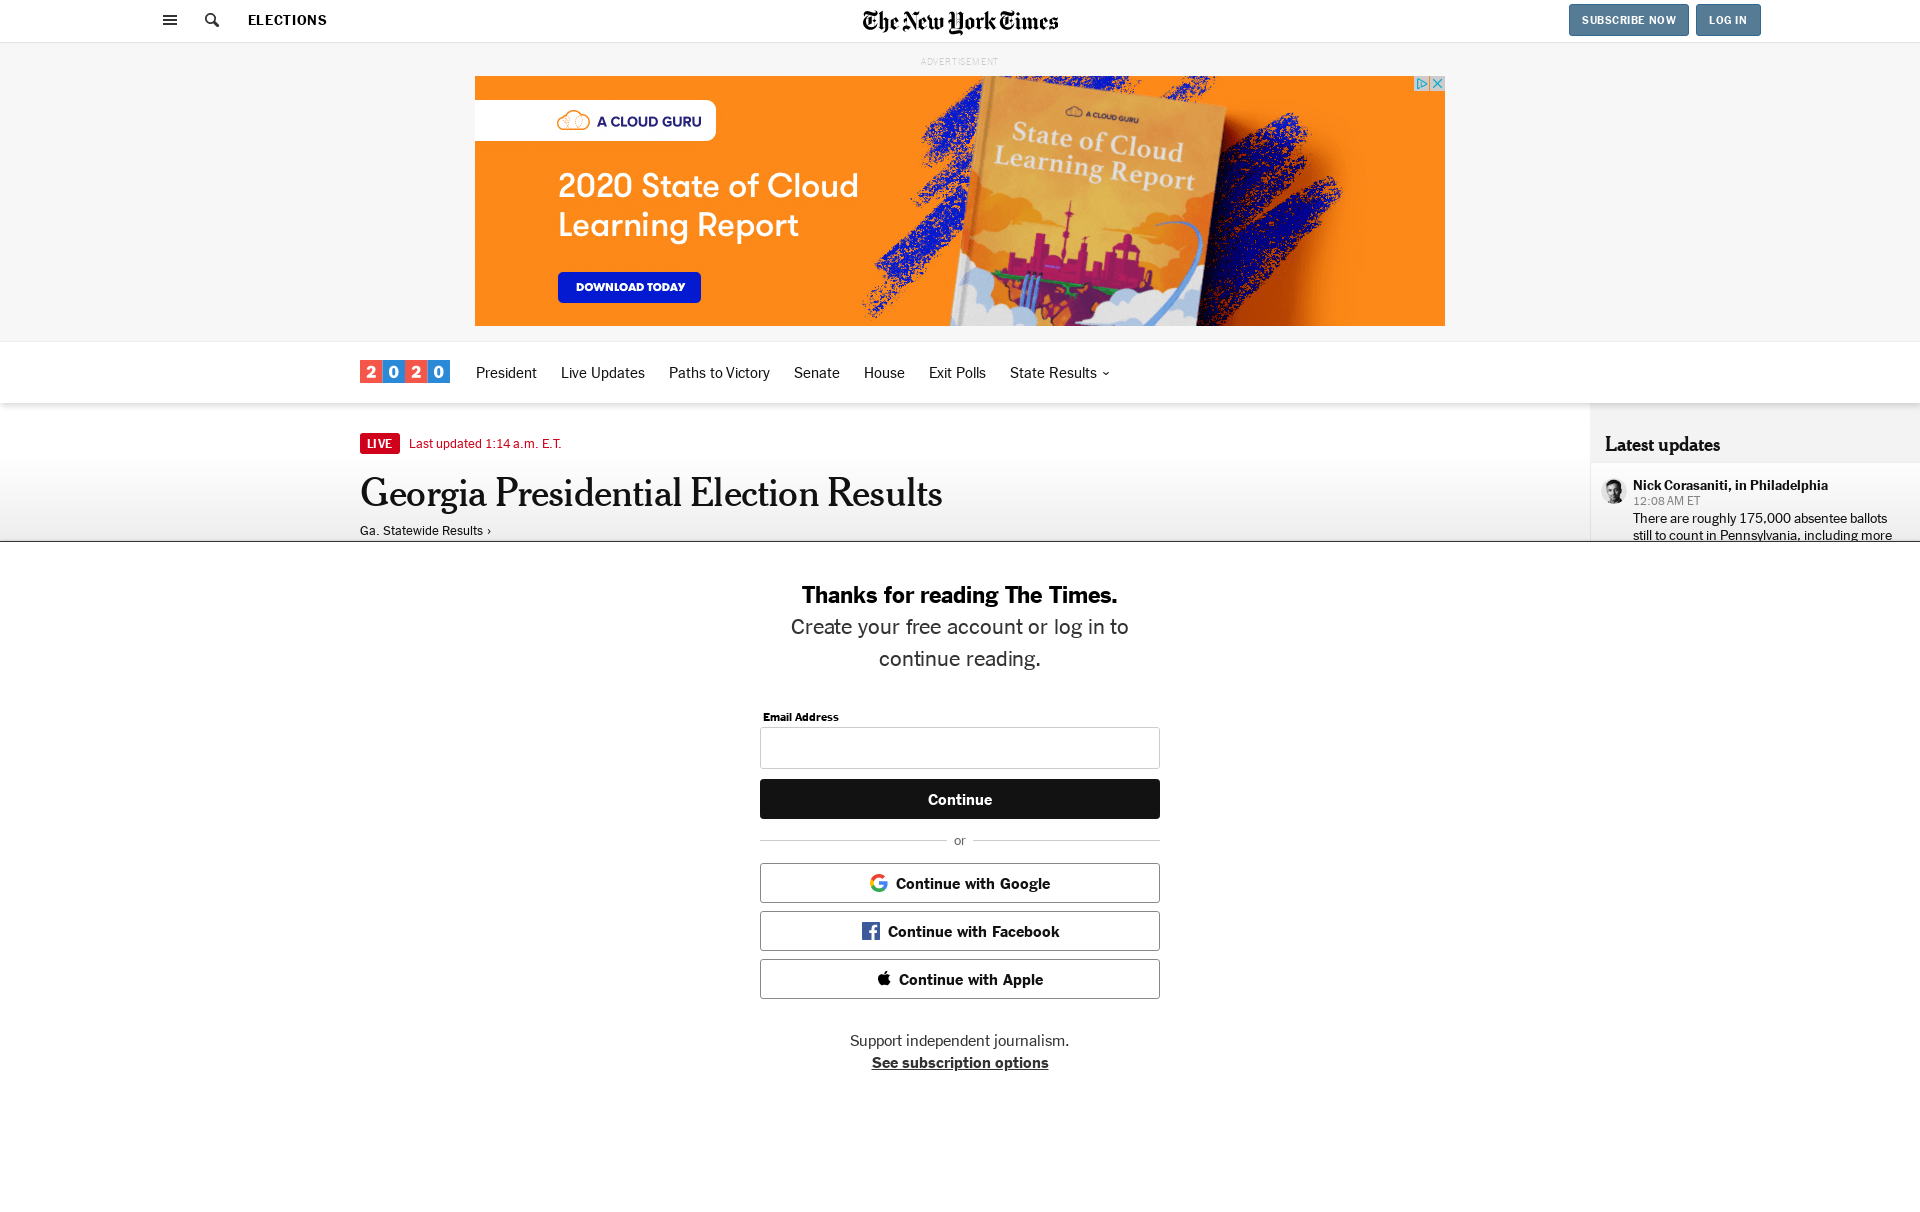 ELECTIONS
The New York Times
SUBSCRIBE NOW
LOG IN
ADVERTISEMENT
A CLOUD GURU
2020 State of Cloud
Learning Report
DOWNLOAD TODAY
A CLOUD GURU
State of Cloud
Learning Report
2020
President
Live Updates
Paths to Victory
Senate
House
Exit Polls
State Results
LIVE
Last updated 1:14 a.m. E.T.
Georgia Presidential Election Results
Ga. Statewide Results ›
Latest updates
Nick Corasaniti, in Philadelphia
12:08 AM ET
There are roughly 175,000 absentee ballots
still to count in Pennsylvania, including more
Thanks for reading The Times.
Create your free account or log in to
continue reading.
Email Address
Continue
or
Continue with Google
Continue with Facebook
Continue with Apple
Support independent journalism.
See subscription options